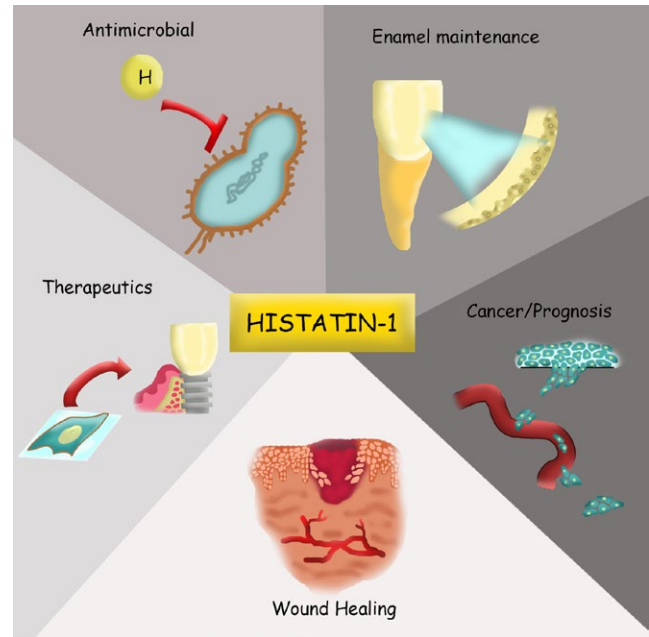 Antimicrobial
Enamel maintenance
H
Therapeutics
HISTATIN-1
Cancer/Prognosis
Wound Healing